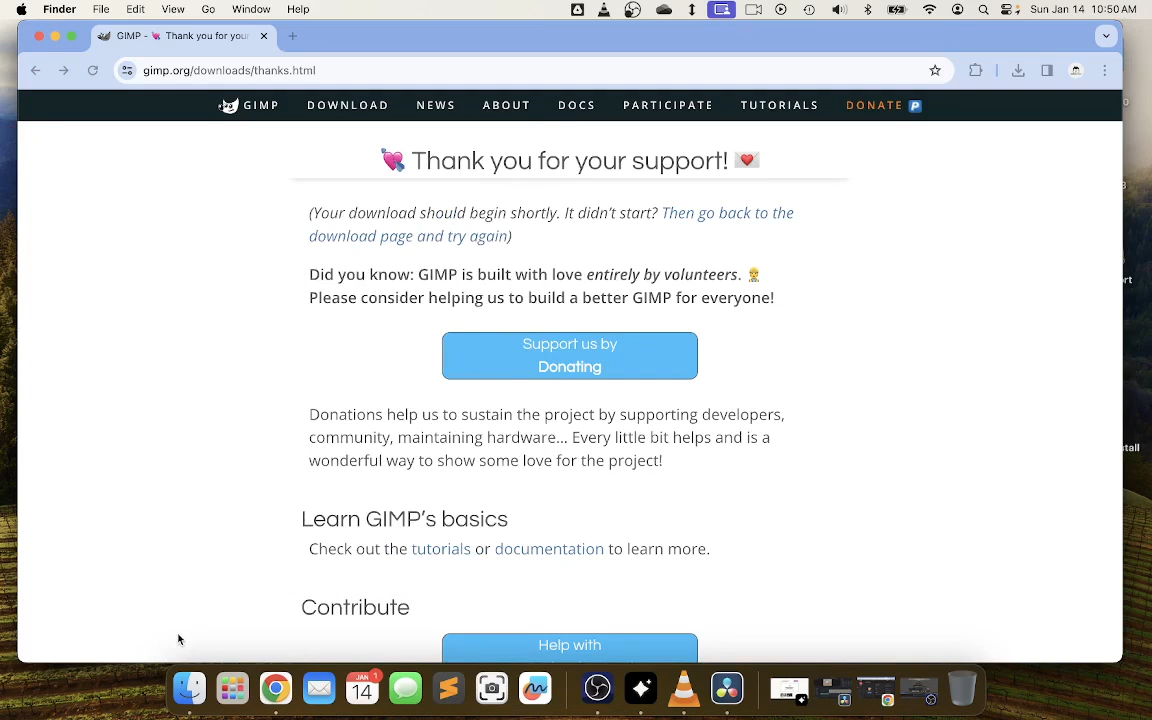 Finder File Edit View Go Window Help Sun Jan 14 10:50 AM
GIMP - 💘 Thank you for your
gimp.org/downloads/thanks.html
GIMP DOWNLOAD NEWS ABOUT DOCS PARTICIPATE TUTORIALS DONATE
💘 Thank you for your support! 💌
(Your download should begin shortly. It didn't start? Then go back to the
download page and try again)
Did you know: GIMP is built with love entirely by volunteers. 👷
Please consider helping us to build a better GIMP for everyone!
Support us by
Donating
Donations help us to sustain the project by supporting developers,
community, maintaining hardware... Every little bit helps and is a
wonderful way to show some love for the project!
Learn GIMP's basics
Check out the tutorials or documentation to learn more.
Contribute
Help with
JAN
14
1